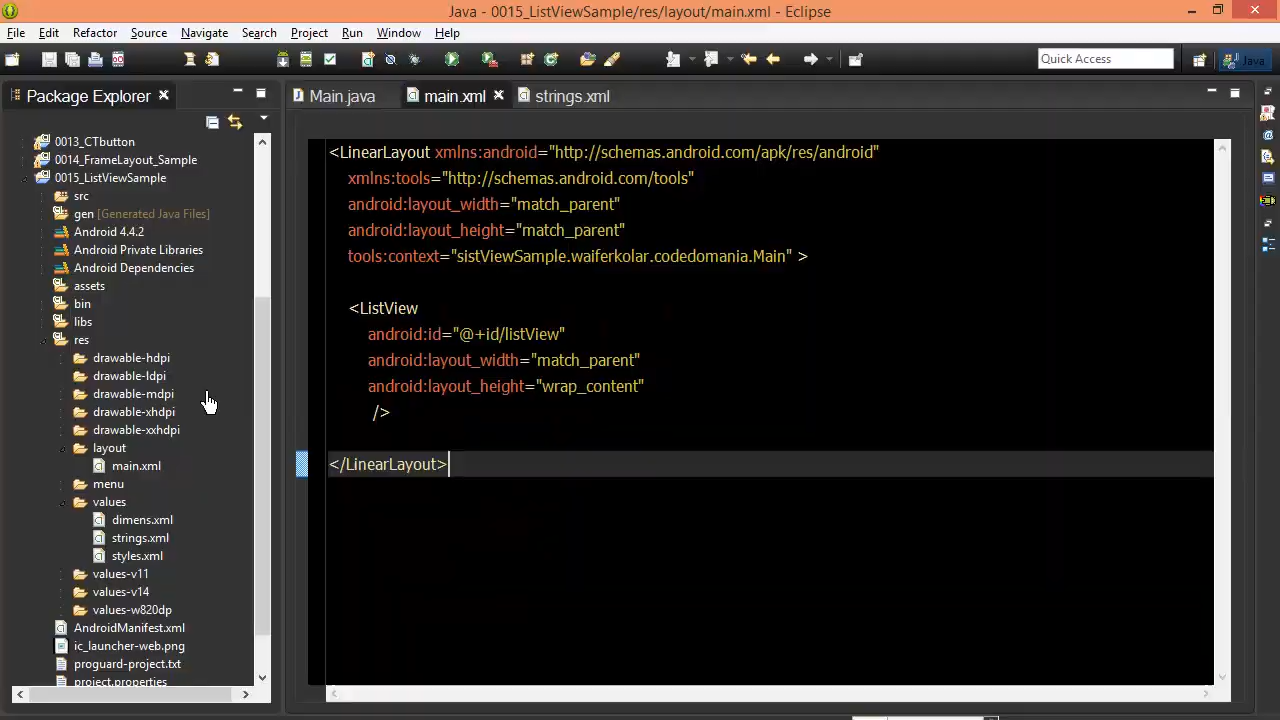 Java - 0015_ListViewSample/res/layout/main.xml - Eclipse
File Edit Refactor Source Navigate Search Project Run Window Help
Quick Access
Java
Package Explorer
Main.java
main.xml
strings.xml
0013_CTbutton
0014_FrameLayout_Sample
0015_ListViewSample
src
gen [Generated Java Files]
Android 4.4.2
Android Private Libraries
Android Dependencies
assets
bin
libs
res
drawable-hdpi
drawable-ldpi
drawable-mdpi
drawable-xhdpi
drawable-xxhdpi
layout
main.xml
menu
values
dimens.xml
strings.xml
styles.xml
values-v11
values-v14
values-w820dp
AndroidManifest.xml
ic_launcher-web.png
proguard-project.txt
project.properties
<LinearLayout xmlns:android="http://schemas.android.com/apk/res/android"
xmlns:tools="http://schemas.android.com/tools"
android:layout_width="match_parent"
android:layout_height="match_parent"
tools:context="sistViewSample.waiferkolar.codedomania.Main" >
<ListView
android:id="@+id/listView"
android:layout_width="match_parent"
android:layout_height="wrap_content"
/>
</LinearLayout>